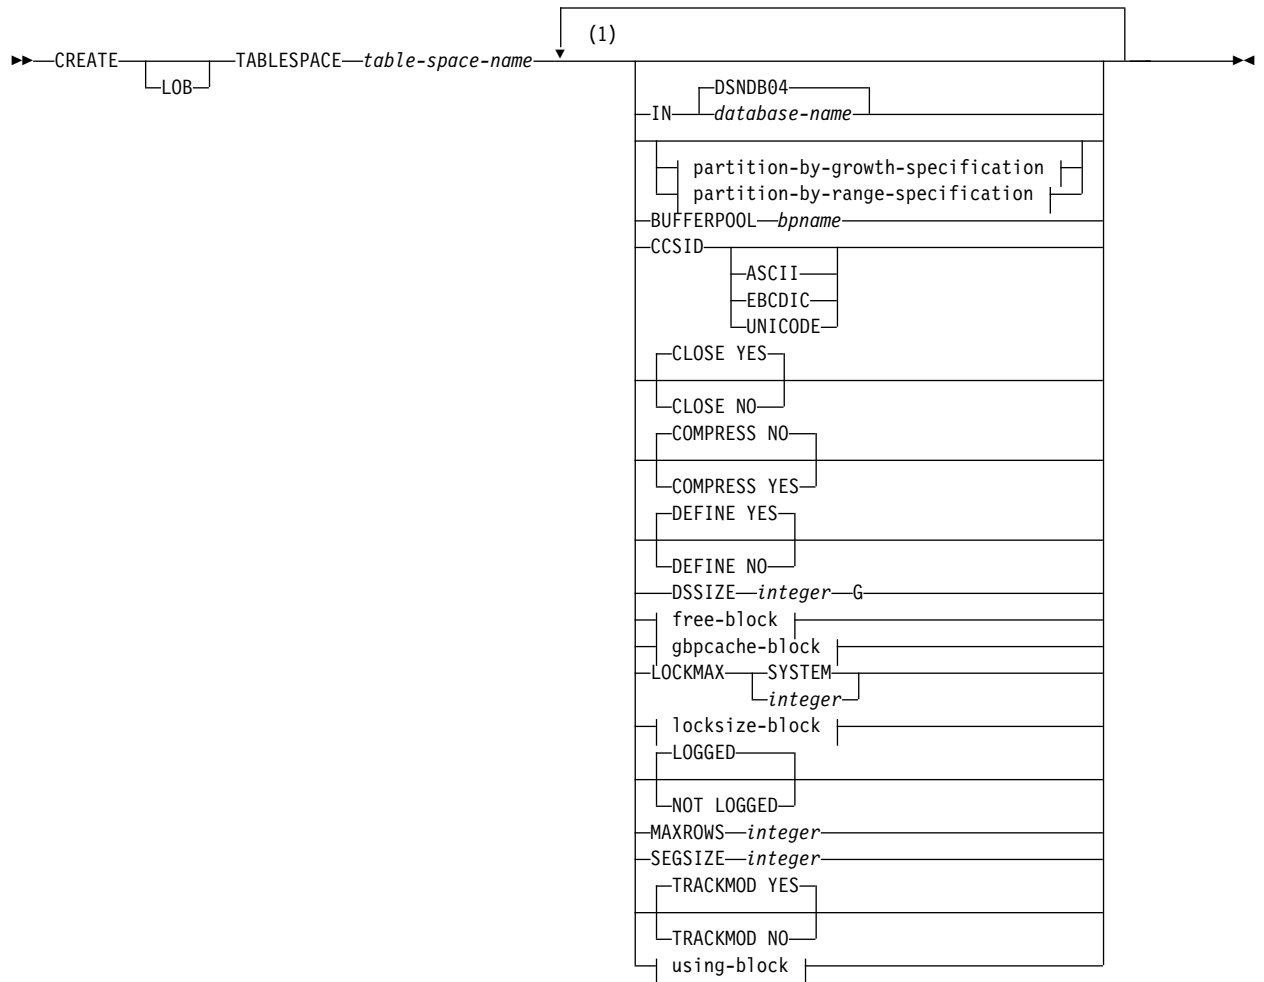 (1)
CREATE TABLESPACE table-space-name
LOB
DSNDB04
IN database-name
partition-by-growth-specification
partition-by-range-specification
BUFFERPOOL bpname
CCSID
ASCII
EBCDIC
UNICODE
CLOSE YES
CLOSE NO
COMPRESS NO
COMPRESS YES
DEFINE YES
DEFINE NO
DSSIZE integer G
free-block
gbpcache-block
LOCKMAX SYSTEM
integer
locksize-block
LOGGED
NOT LOGGED
MAXROWS integer
SEGSIZE integer
TRACKMOD YES
TRACKMOD NO
using-block